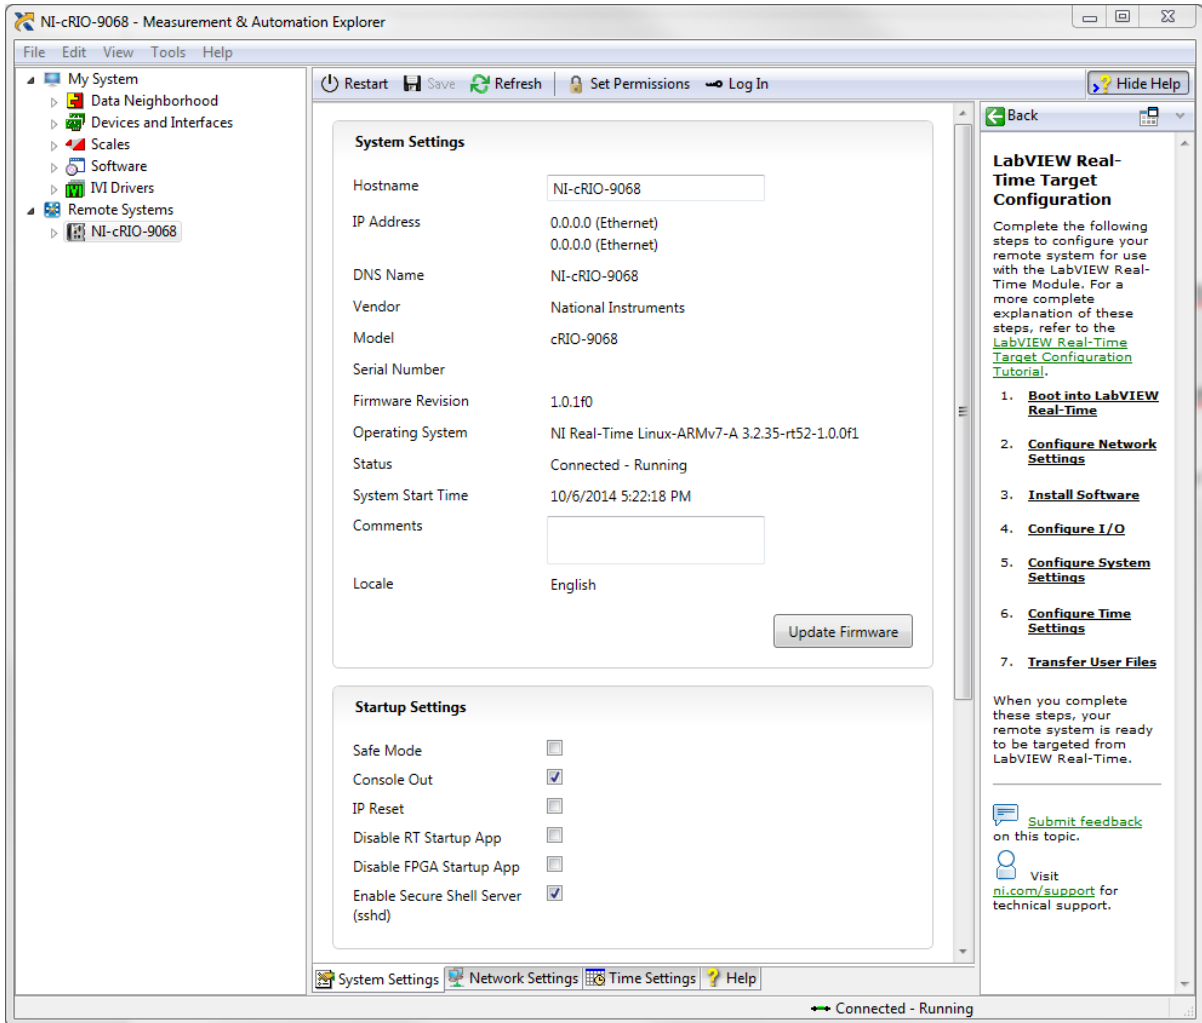 NI-cRIO-9068 - Measurement & Automation Explorer
File Edit View Tools Help
My System
Data Neighborhood
Devices and Interfaces
Scales
Software
IVI Drivers
Remote Systems
NI-cRIO-9068
Restart Save Refresh Set Permissions Log In Hide Help
System Settings
Hostname NI-cRIO-9068
IP Address 0.0.0.0 (Ethernet)
0.0.0.0 (Ethernet)
DNS Name NI-cRIO-9068
Vendor National Instruments
Model cRIO-9068
Serial Number
Firmware Revision 1.0.1f0
Operating System NI Real-Time Linux-ARMv7-A 3.2.35-rt52-1.0.0f1
Status Connected - Running
System Start Time 10/6/2014 5:22:18 PM
Comments
Locale English
Update Firmware
Startup Settings
Safe Mode
Console Out
IP Reset
Disable RT Startup App
Disable FPGA Startup App
Enable Secure Shell Server
(sshd)
System Settings Network Settings Time Settings Help
Back
LabVIEW Real-
Time Target
Configuration
Complete the following
steps to configure your
remote system for use
with the LabVIEW Real-
Time Module. For a
more complete
explanation of these
steps, refer to the
LabVIEW Real-Time
Target Configuration
Tutorial.
1. Boot into LabVIEW
Real-Time
2. Configure Network
Settings
3. Install Software
4. Configure I/O
5. Configure System
Settings
6. Configure Time
Settings
7. Transfer User Files
When you complete
these steps, your
remote system is ready
to be targeted from
LabVIEW Real-Time.
Submit feedback
on this topic.
Visit
ni.com/support for
technical support.
Connected - Running